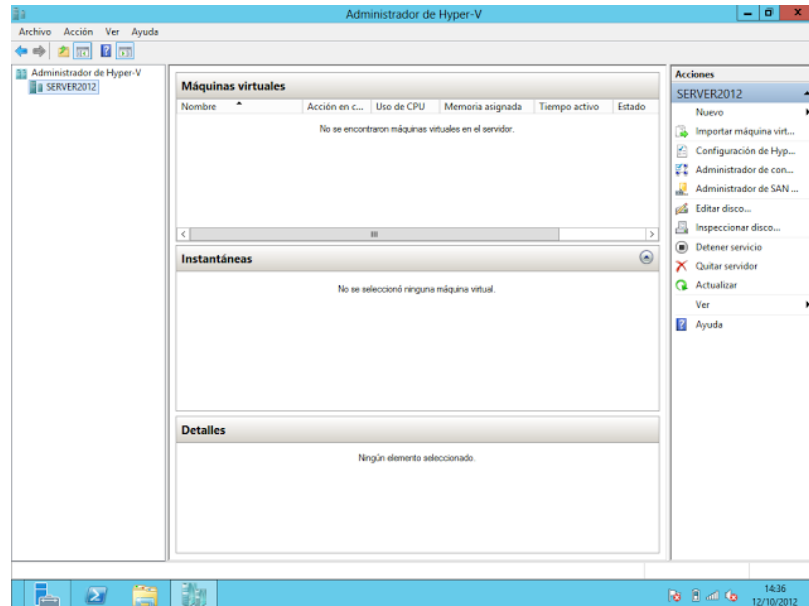 Administrador de Hyper-V
Archivo Acción Ver Ayuda
Administrador de Hyper-V
SERVER2012
Máquinas virtuales
Nombre Acción en c... Uso de CPU Memoria asignada Tiempo activo Estado
No se encontraron máquinas virtuales en el servidor.
Instantáneas
No se seleccionó ninguna máquina virtual.
Detalles
Ningún elemento seleccionado.
Acciones
SERVER2012
Nuevo
Importar máquina virt...
Configuración de Hyp...
Administrador de con...
Administrador de SAN ...
Editar disco...
Inspeccionar disco...
Detener servicio
Quitar servidor
Actualizar
Ver
Ayuda
14:36
12/10/2012